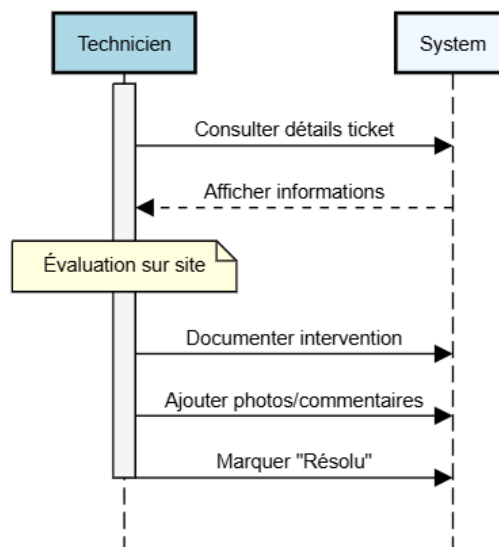 Technicien
System
Consulter détails ticket
Afficher informations
Évaluation sur site
Documenter intervention
Ajouter photos/commentaires
Marquer "Résolu"